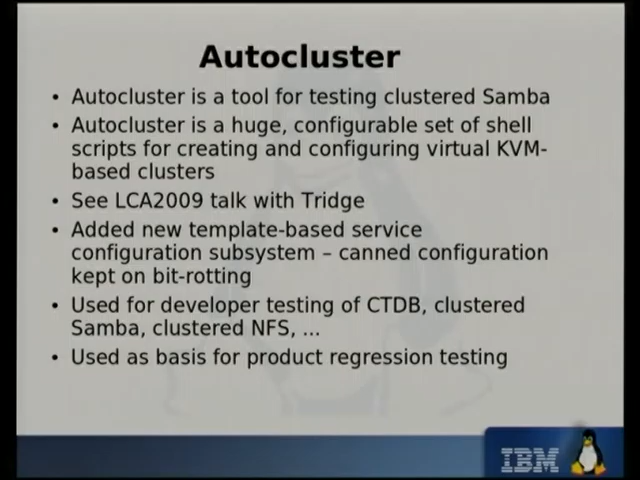 Autocluster
• Autocluster is a tool for testing clustered Samba
• Autocluster is a huge, configurable set of shell
scripts for creating and configuring virtual KVM-
based clusters
• See LCA2009 talk with Tridge
• Added new template-based service
configuration subsystem – canned configuration
kept on bit-rotting
• Used for developer testing of CTDB, clustered
Samba, clustered NFS, ...
• Used as basis for product regression testing
IBM